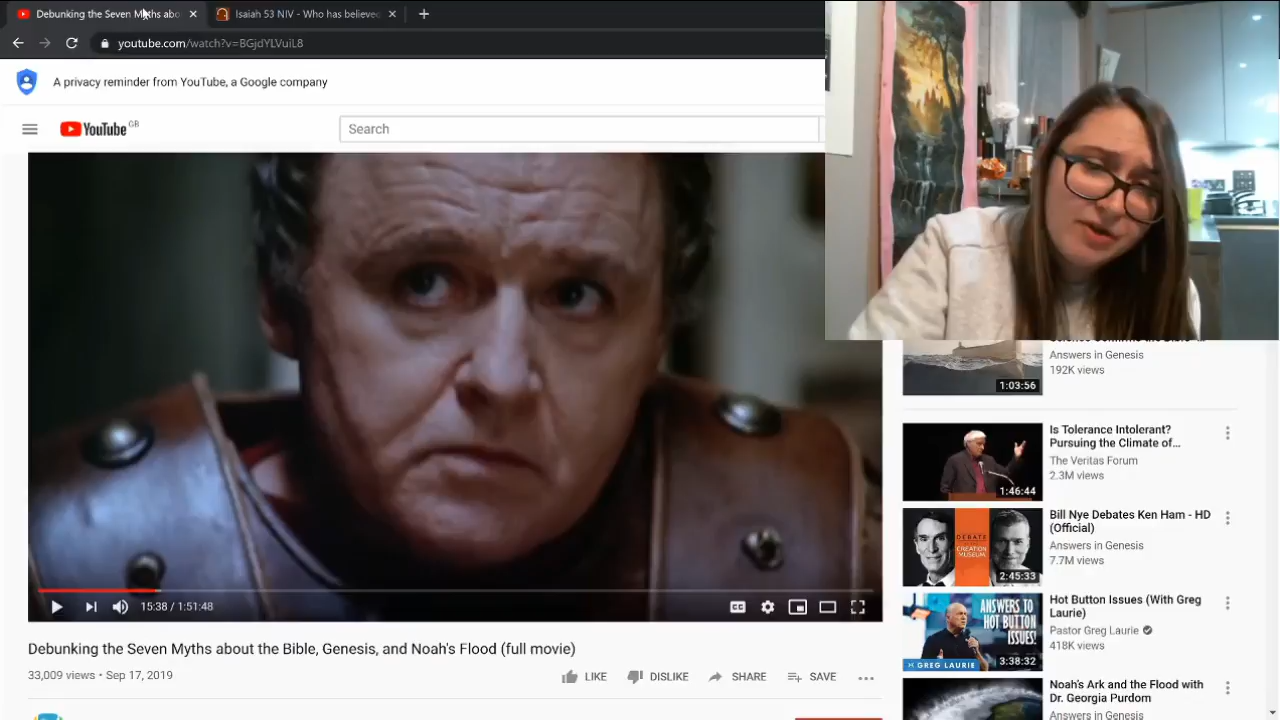 Debunking the Seven Myths abo
Isaiah 53 NIV - Who has believed
youtube.com/watch?v=BGjdYLVuiL8
A privacy reminder from YouTube, a Google company
YouTube GB
Search
Answers in Genesis
192K views
1:03:56
Is Tolerance Intolerant?
Pursuing the Climate of...
The Veritas Forum
2.3M views
1:46:44
Bill Nye Debates Ken Ham - HD
(Official)
Answers in Genesis
7.7M views
DEBATE
CREATION
MUSEUM
2:45:33
Hot Button Issues (With Greg
Laurie)
Pastor Greg Laurie
418K views
ANSWERS TO
HOT BUTTON
ISSUES!
GREG LAURIE
3:38:32
Noah's Ark and the Flood with
Dr. Georgia Purdom
Answers in Genesis
15:38 / 1:51:48
CC
Debunking the Seven Myths about the Bible, Genesis, and Noah's Flood (full movie)
33,009 views • Sep 17, 2019
LIKE
DISLIKE
SHARE
SAVE